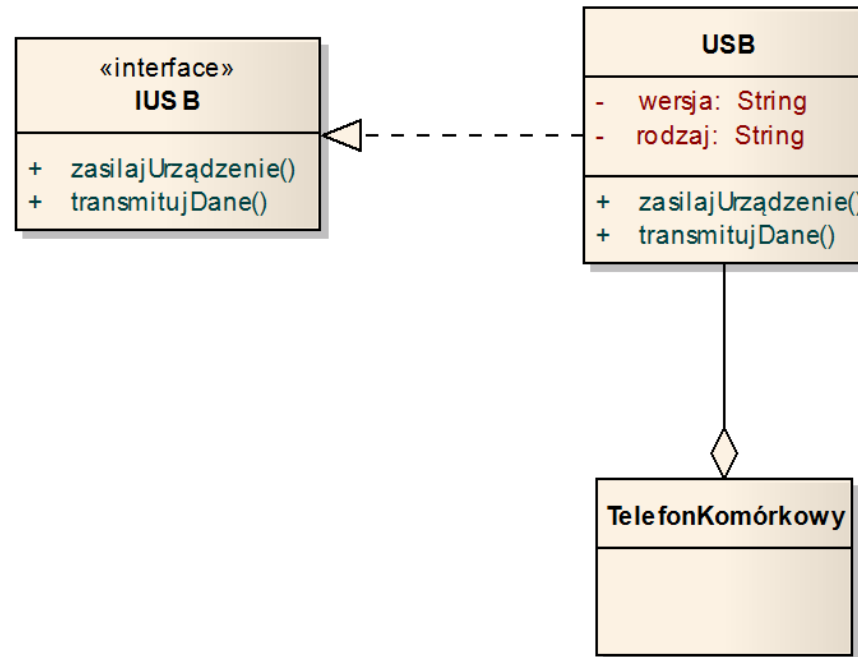 «interface»
IUSB
+ zasilajUrządzenie()
+ transmitujDane()
USB
- wersja: String
- rodzaj: String
+ zasilajUrządzenie()
+ transmitujDane()
TelefonKomórkowy